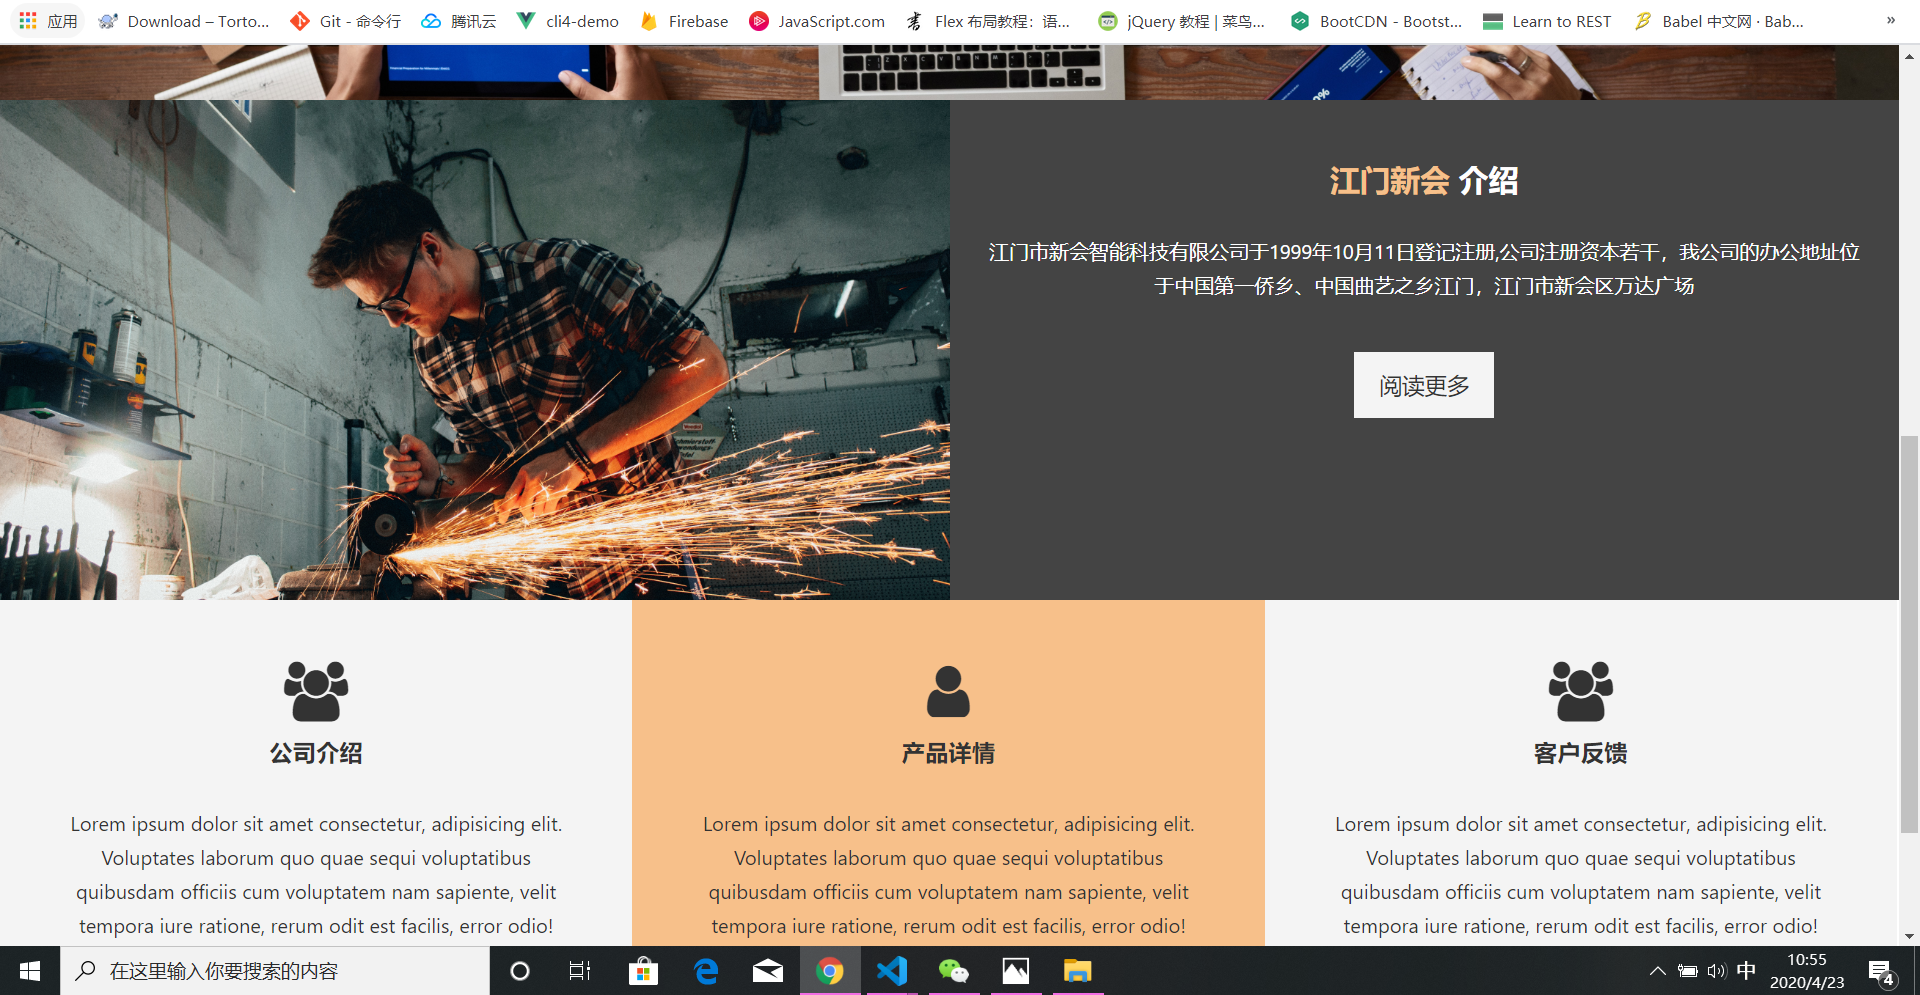 应用
Download – Torto...
Git - 命令行
腾讯云
cli4-demo
Firebase
JavaScript.com
Flex 布局教程：语...
jQuery 教程 | 菜鸟...
BootCDN - Bootst...
Learn to REST
Babel 中文网 · Bab...
»
江门新会 介绍
江门市新会智能科技有限公司于1999年10月11日登记注册,公司注册资本若干，我公司的办公地址位
于中国第一侨乡、中国曲艺之乡江门，江门市新会区万达广场
阅读更多
公司介绍
Lorem ipsum dolor sit amet consectetur, adipisicing elit.
Voluptates laborum quo quae sequi voluptatibus
quibusdam officiis cum voluptatem nam sapiente, velit
tempora iure ratione, rerum odit est facilis, error odio!
产品详情
Lorem ipsum dolor sit amet consectetur, adipisicing elit.
Voluptates laborum quo quae sequi voluptatibus
quibusdam officiis cum voluptatem nam sapiente, velit
tempora iure ratione, rerum odit est facilis, error odio!
客户反馈
Lorem ipsum dolor sit amet consectetur, adipisicing elit.
Voluptates laborum quo quae sequi voluptatibus
quibusdam officiis cum voluptatem nam sapiente, velit
tempora iure ratione, rerum odit est facilis, error odio!
在这里输入你要搜索的内容
中
10:55
2020/4/23
4